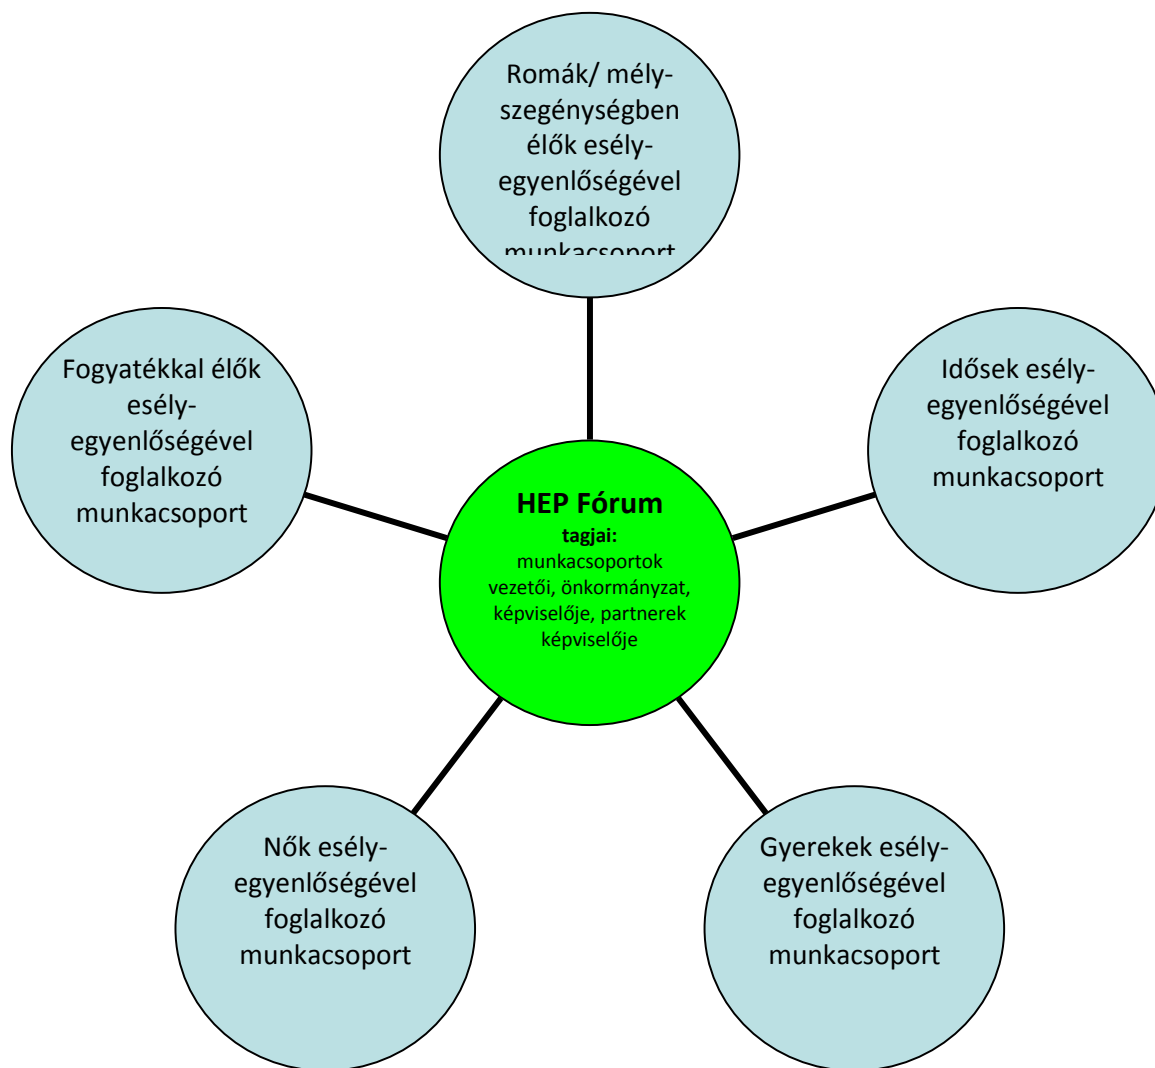 Romák/ mély-
szegénységben
élők esély-
egyenlőségével
foglalkozó
munkacsoport
Fogyatékkal élők
esély-
egyenlőségével
foglalkozó
munkacsoport
Idősek esély-
egyenlőségével
foglalkozó
munkacsoport
HEP Fórum
tagjai:
munkacsoportok
vezetői, önkormányzat,
képviselője, partnerek
képviselője
Nők esély-
egyenlőségével
foglalkozó
munkacsoport
Gyerekek esély-
egyenlőségével
foglalkozó
munkacsoport